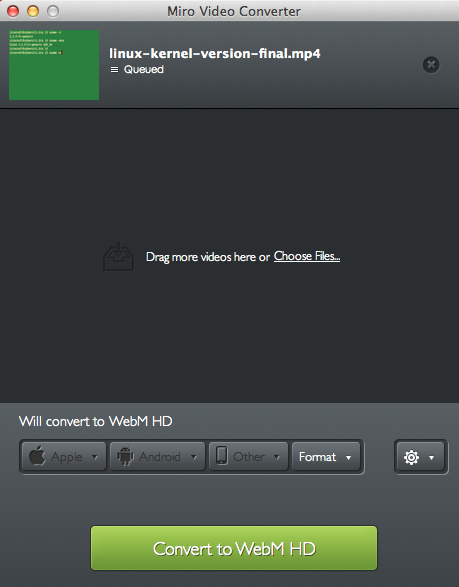 Miro Video Converter
linux-kernel-version-final.mp4
Queued
Drag more videos here or Choose Files...
Will convert to WebM HD
Apple Android Other Format
Convert to WebM HD